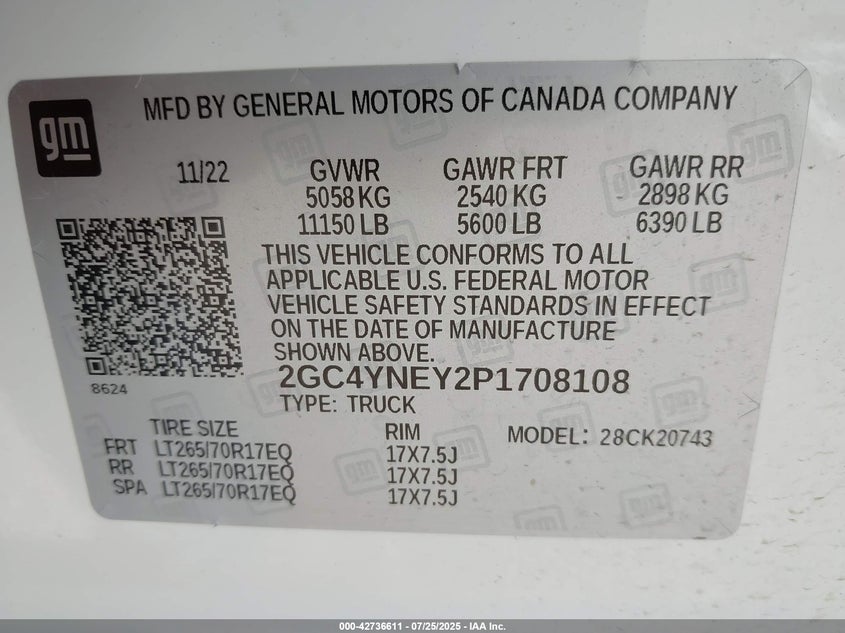 gm
MFD BY GENERAL MOTORS OF CANADA COMPANY
11/22 GVWR GAWR FRT GAWR RR
5058 KG 2540 KG 2898 KG
11150 LB 5600 LB 6390 LB
THIS VEHICLE CONFORMS TO ALL
APPLICABLE U.S. FEDERAL MOTOR
VEHICLE SAFETY STANDARDS IN EFFECT
ON THE DATE OF MANUFACTURE
SHOWN ABOVE.
8624
2GC4YNEY2P1708108
TYPE: TRUCK
TIRE SIZE RIM MODEL: 28CK20743
FRT LT265/70R17EQ 17X7.5J
RR LT265/70R17EQ 17X7.5J
SPA LT265/70R17EQ 17X7.5J
000-42736611 - 07/25/2025 - IAA Inc.